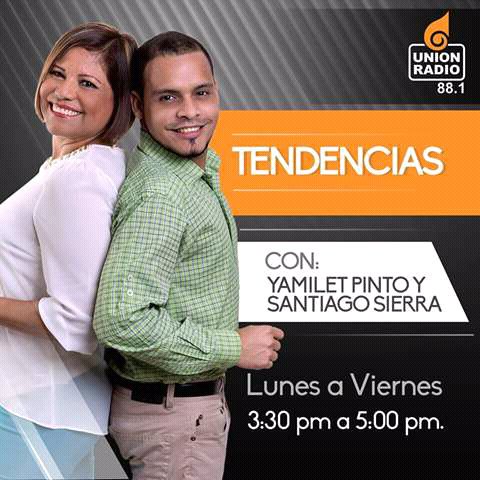 UNION
RADIO
88.1
TENDENCIAS
CON:
YAMILET PINTO Y
SANTIAGO SIERRA
Lunes a Viernes
3:30 pm a 5:00 pm.